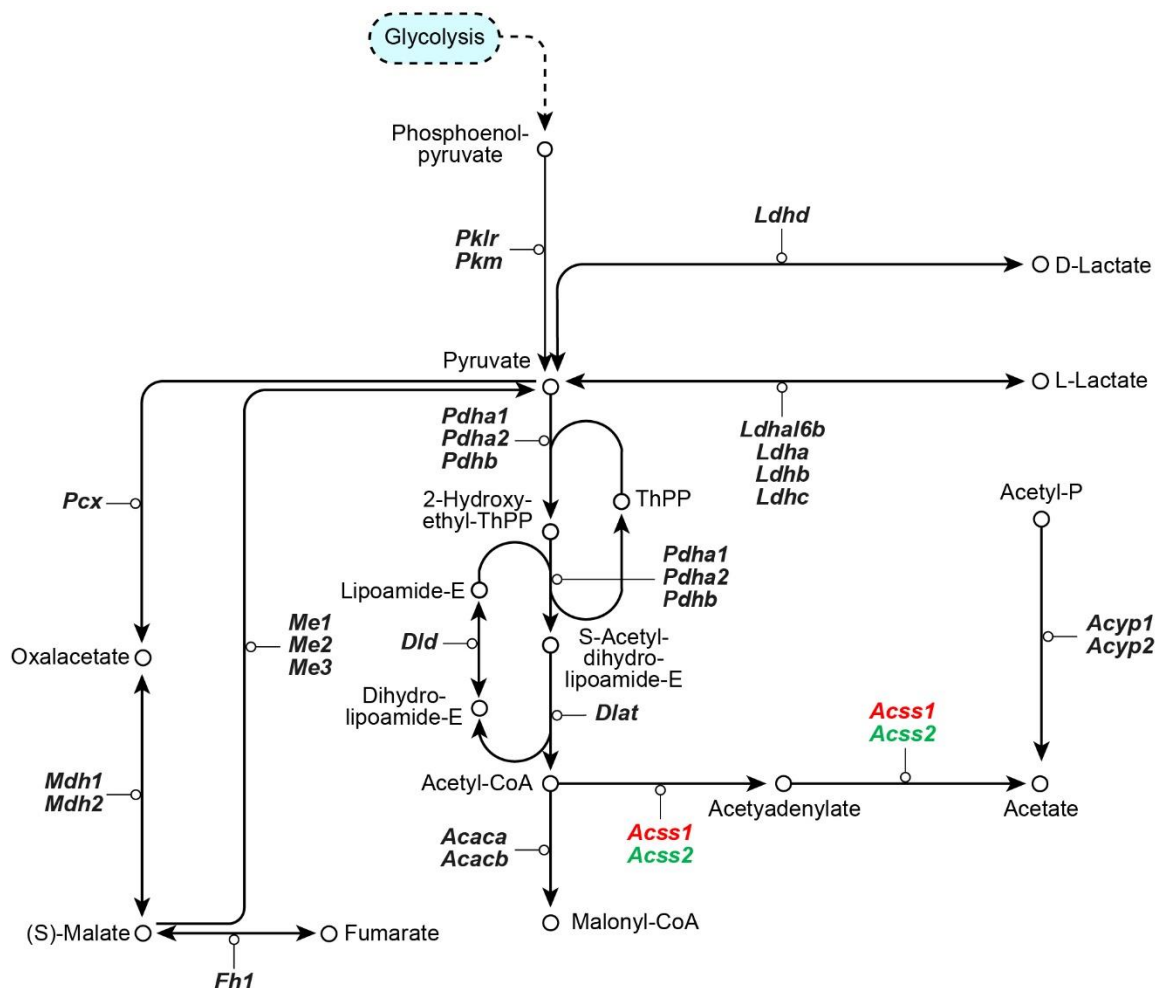 Glycolysis
Phosphoenol-
pyruvate
Pklr
Pkm
Ldhd
D-Lactate
Pyruvate
L-Lactate
Pdha1
Pdha2
Pdhb
Ldhal6b
Ldha
Ldhb
Ldhc
Pcx
2-Hydroxy-
ethyl-ThPP
ThPP
Acetyl-P
Pdha1
Pdha2
Pdhb
Lipoamide-E
Me1
Me2
Me3
Dld
Oxalacetate
S-Acetyl-
dihydro-
lipoamide-E
Acyp1
Acyp2
Dihydro-
lipoamide-E
Dlat
Acss1
Acss2
Mdh1
Mdh2
Acetyl-CoA
Acetyadenylate
Acetate
Acaca
Acacb
Acss1
Acss2
(S)-Malate
Fumarate
Malonyl-CoA
Fh1